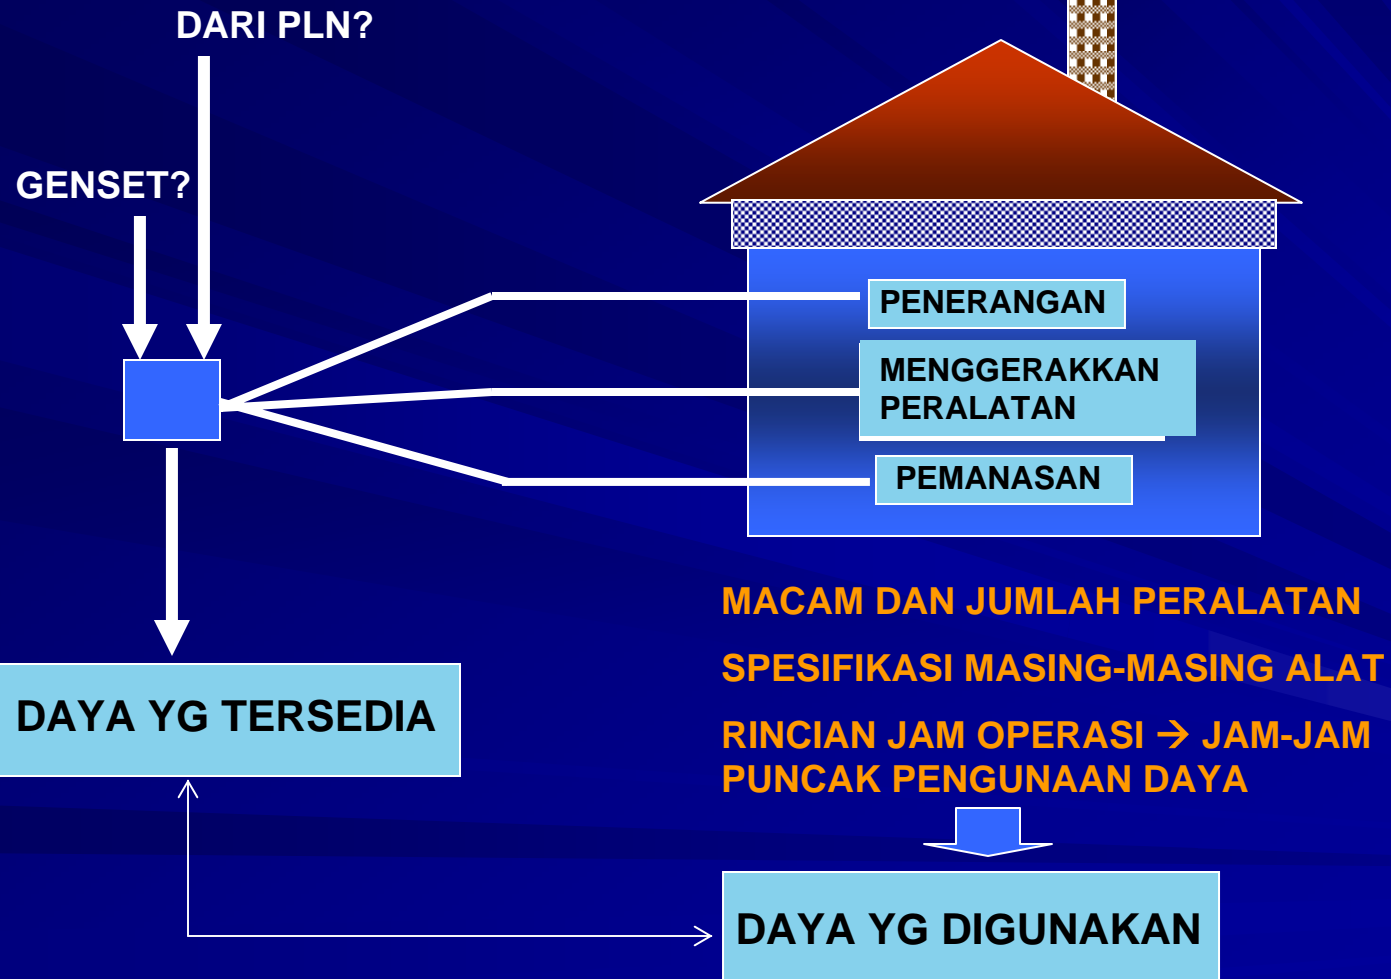 DARI PLN?
GENSET?
PENERANGAN
MENGGERAKKAN
PERALATAN
PEMANASAN
MACAM DAN JUMLAH PERALATAN
SPESIFIKASI MASING-MASING ALAT
RINCIAN JAM OPERASI → JAM-JAM
PUNCAK PENGUNAAN DAYA
DAYA YG TERSEDIA
DAYA YG DIGUNAKAN